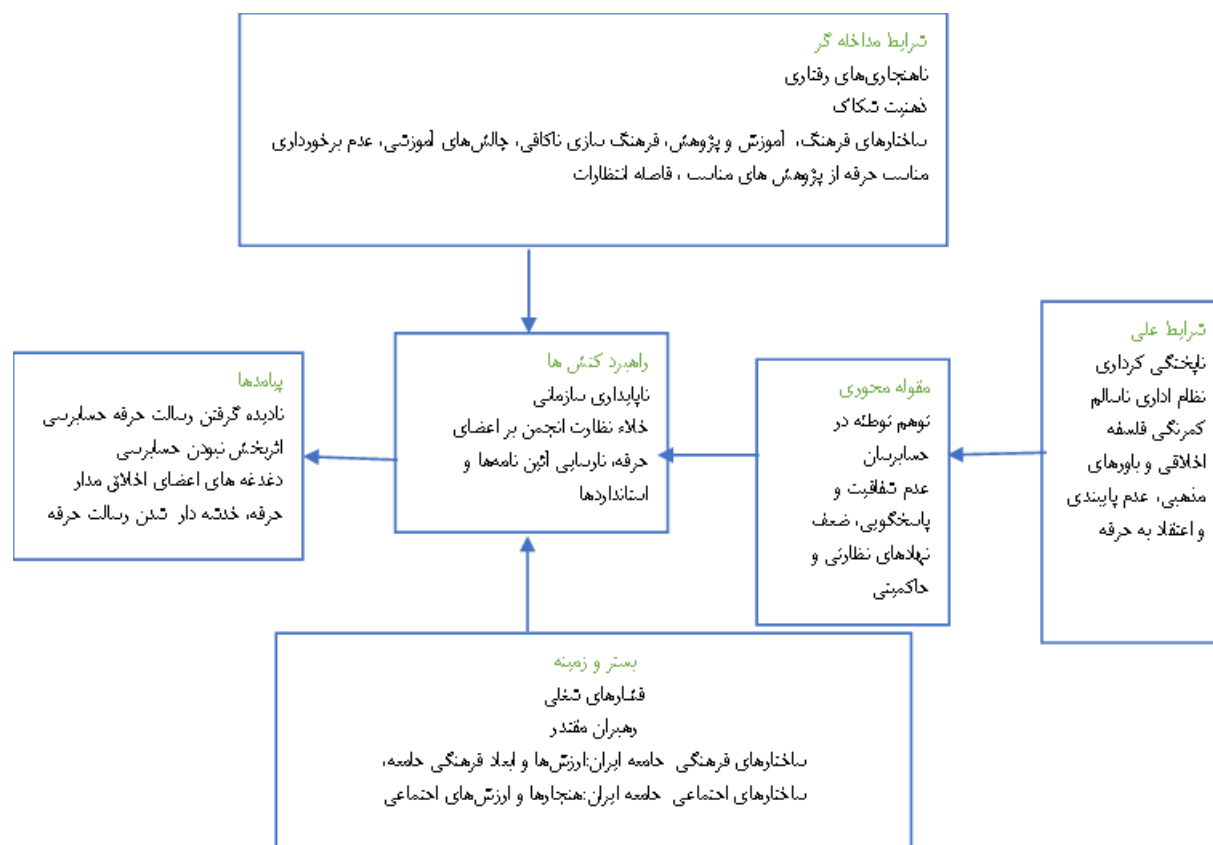 شرایط مداخله گر
ناهنجاری‌های رفتاری
ذهنیت شکاک
ساختارهای فرهنگ، آموزش و پژوهش، فرهنگ سازی ناکافی، چالش‌های آموزشی، عدم برخورداری
مناسب حرفه از پژوهش های مناسب ، فاصله انتظارات
شرایط علی
ناپختگی کرداری
نظام اداری ناسالم
کمرنگی فلسفه
اخلاقی و باورهای
مذهبی، عدم پایبندی
و اعتقاد به حرفه
مقوله محوری
توهم توطئه در
حسابرسان
عدم شفافیت و
پاسخگویی، ضعف
نهادهای نظارتی و
حاکمیتی
راهبرد کنش ها
ناپایداری سازمانی
خلاء نظارت انجمن بر اعضای
حرفه، نارسایی آئین نامه‌ها و
استانداردها
پیامدها
نادیده گرفتن رسالت حرفه حسابرسی
اثربخش نبودن حسابرسی
دغدغه های اعضای اخلاق مدار
حرفه، خدشه دار شدن رسالت حرفه
بستر و زمینه
فشارهای شغلی
رهبران مقتدر
ساختارهای فرهنگی جامعه ایران:ارزش‌ها و ابعاد فرهنگی جامعه،
ساختارهای اجتماعی جامعه ایران:هنجارها و ارزش‌های اجتماعی